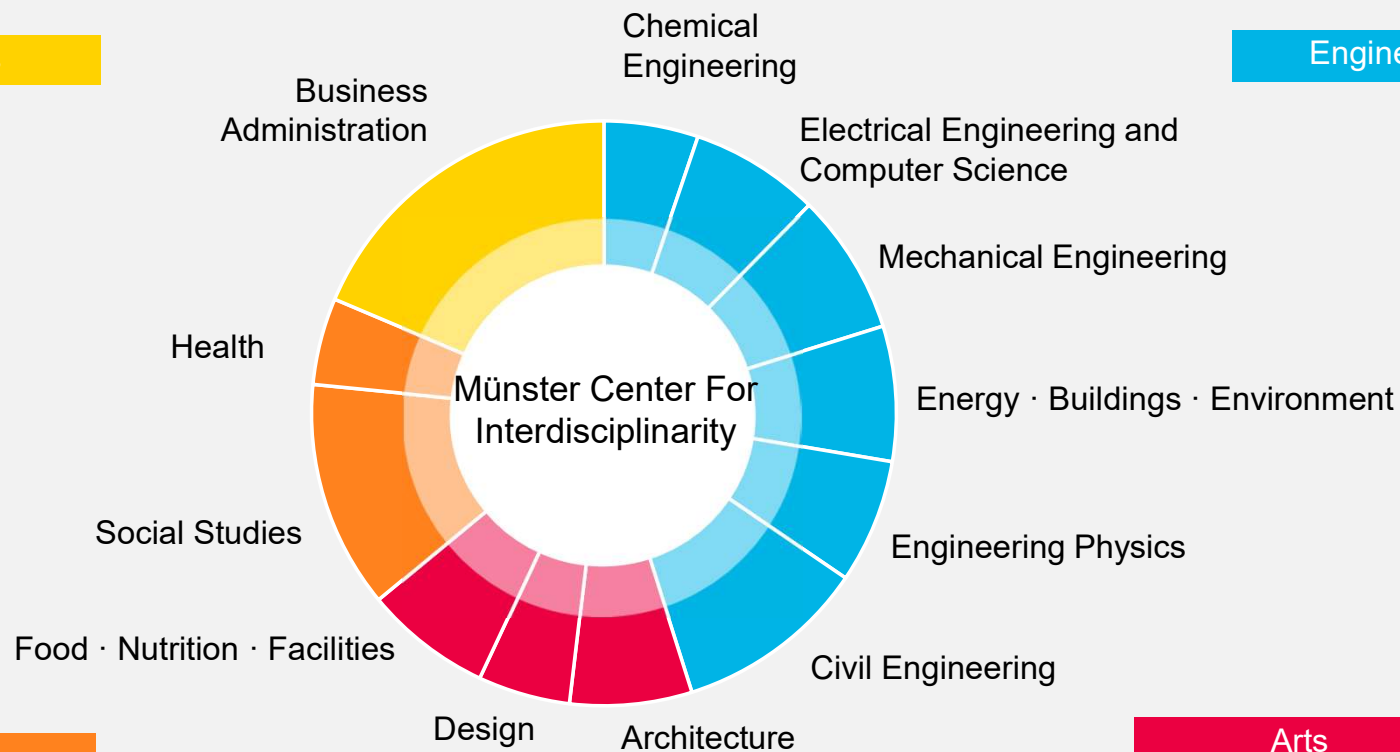 Chemical
Engineering
Business
Administration
Electrical Engineering and
Computer Science
Mechanical Engineering
Health
Münster Center For
Interdisciplinarity
Energy · Buildings · Environment
Social Studies
Engineering Physics
Food · Nutrition · Facilities
Civil Engineering
Design
Architecture
Arts